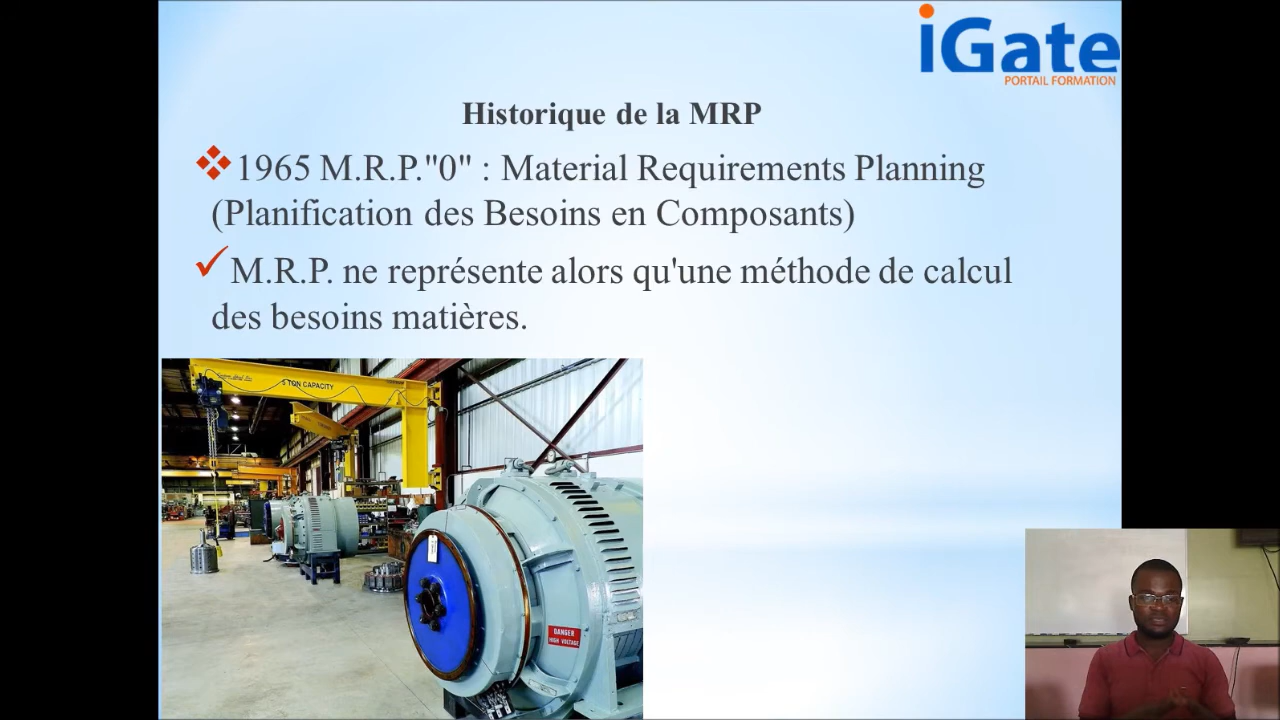 iGate
PORTAIL FORMATION
Historique de la MRP
1965 M.R.P."0" : Material Requirements Planning
(Planification des Besoins en Composants)
M.R.P. ne représente alors qu'une méthode de calcul
des besoins matières.
5 TON CAPACITY
DANGER
HIGH VOLTAGE